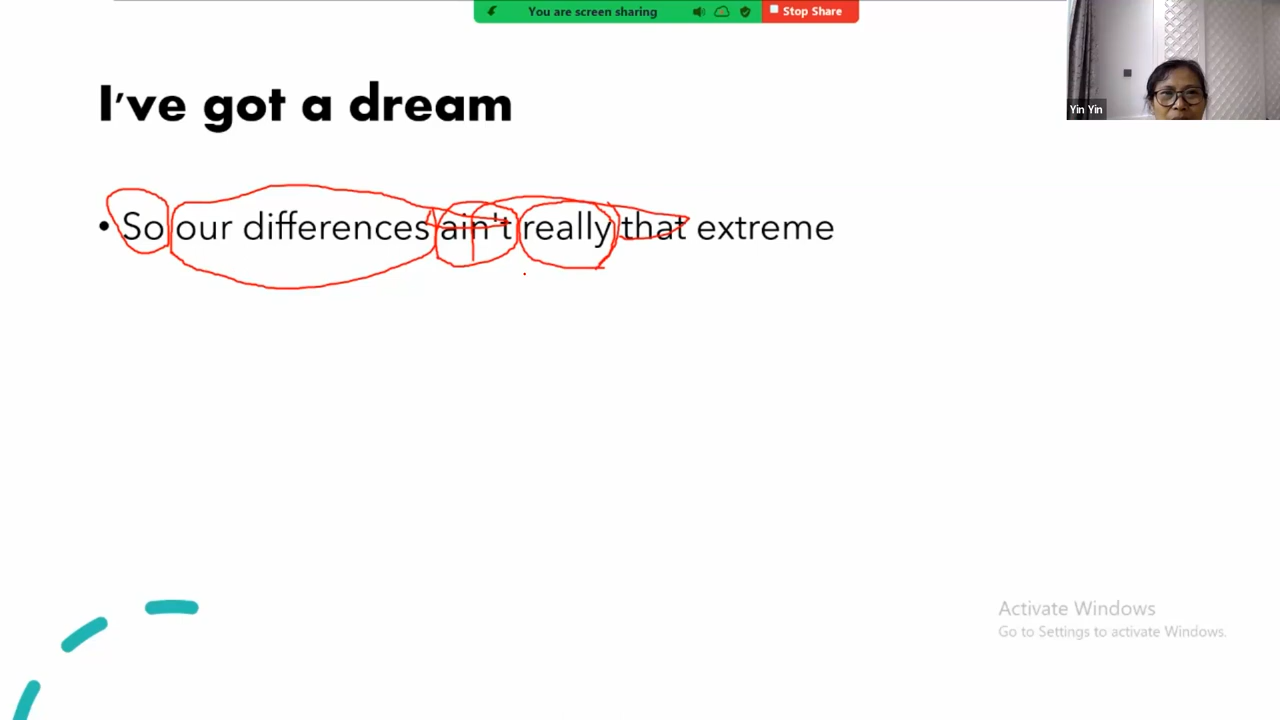 You are screen sharing Stop Share
Yin Yin
I've got a dream
• So our differences ain't really that extreme
Activate Windows
Go to Settings to activate Windows.